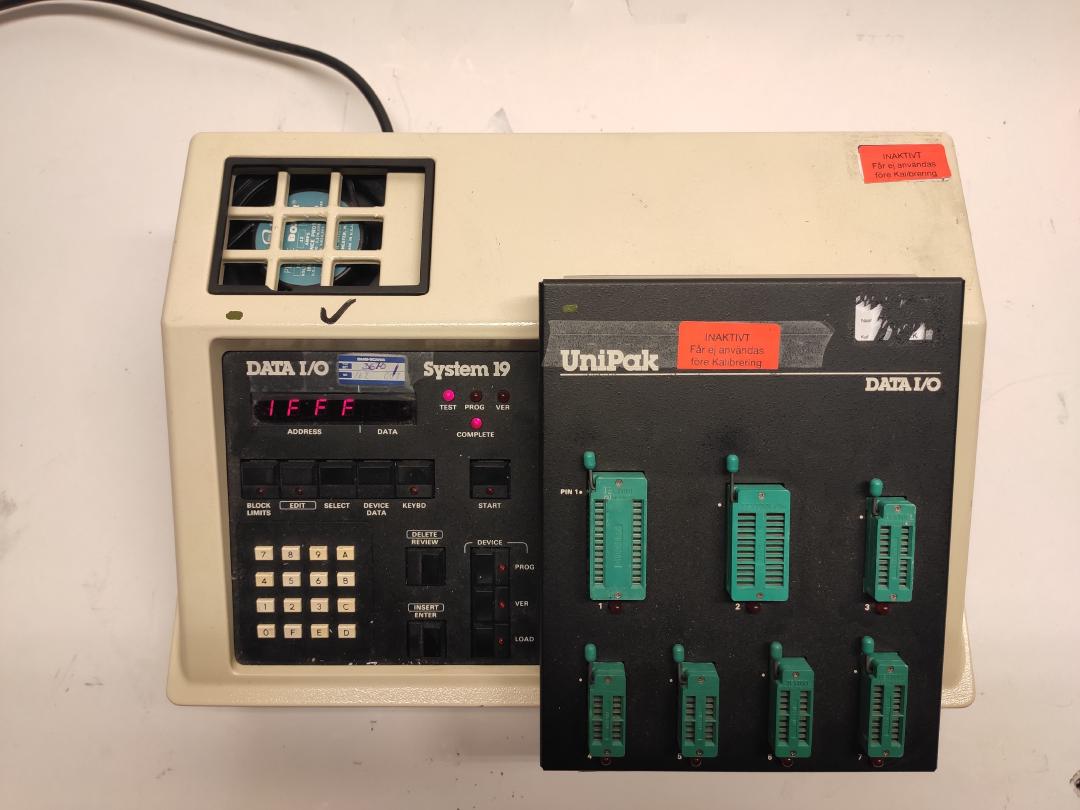 INAKTIVT
Får ej användas
före Kalibrering
INAKTIVT
Får ej användas
före Kalibrering
UniPak
DATA I/O
DATA I/O
System 19
3670
1FFF
ADDRESS
DATA
TEST
PROG
VER
COMPLETE
BLOCK
LIMITS
EDIT
SELECT
DEVICE
DATA
KEYBD
START
PIN 1
DELETE
REVIEW
DEVICE
PROG
INSERT
ENTER
VER
LOAD
7 8 9 A
4 5 6 B
1 2 3 C
0 F E D
1
2
3
4
5
6
7